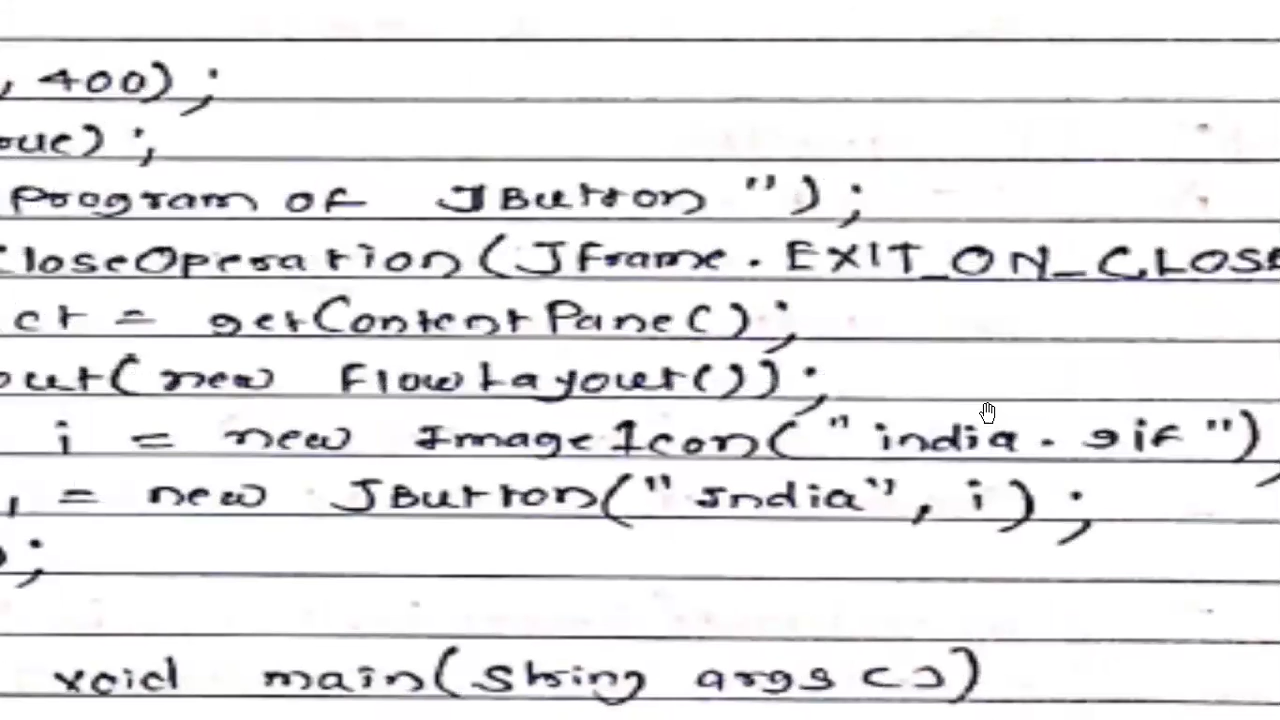 , 400);
rue);
Program of JButton ");
CloseOperation(JFrame.EXIT_ON_CLOSE
ct = getContentPane();
out(new FlowLayout());
i = new ImageIcon("india.gif");
= new JButton("India", i);
);
void main(String args[])